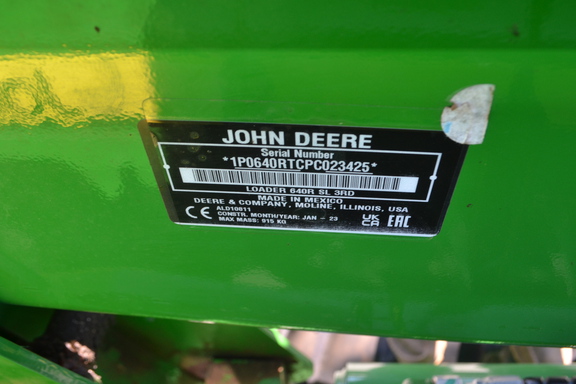 JOHN DEERE
Serial Number
*1P0640RTCPC023425*
LOADER 640R SL 3RD
MADE IN MEXICO
DEERE & COMPANY, MOLINE, ILLINOIS, USA
ALD10811
CONSTR. MONTH/YEAR: JAN - 23
MAX MASS: 915 KG
CE
UK
CA
EAC